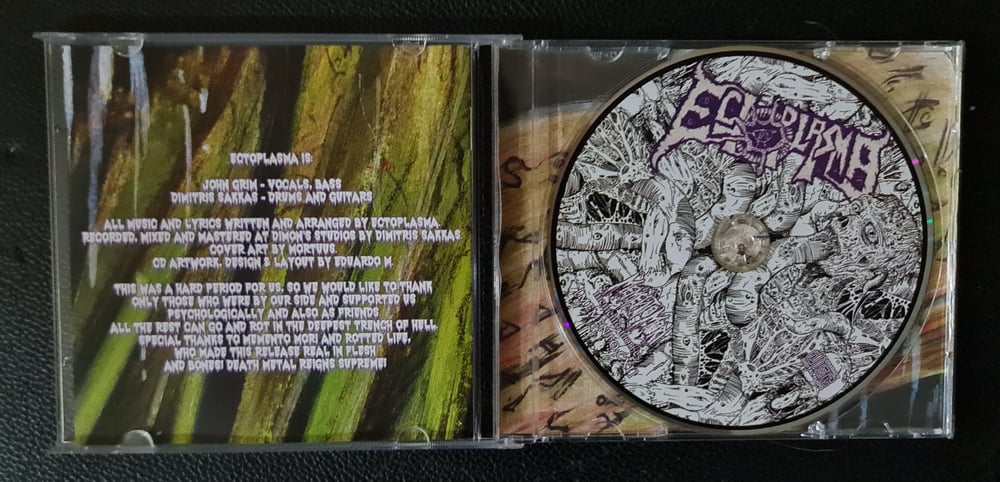 ECTOPLASMA IS:
JOHN GRIM - VOCALS, BASS
DIMITRIS SAKKAS - DRUMS AND GUITARS
ALL MUSIC AND LYRICS WRITTEN AND ARRANGED BY ECTOPLASMA
RECORDED, MIXED AND MASTERED AT DIMON'S STUDIOS BY DIMITRIS SAKKAS
COVER ART BY MORTUUS
CD ARTWORK, DESIGN & LAYOUT BY EDUARDO M.
THIS WAS A HARD PERIOD FOR US, SO WE WOULD LIKE TO THANK
ONLY THOSE WHO WERE BY OUR SIDE AND SUPPORTED US
PSYCHOLOGICALLY AND ALSO AS FRIENDS.
ALL THE REST CAN GO AND ROT IN THE DEEPEST TRENCH OF HELL.
SPECIAL THANKS TO MEMENTO MORI AND ROTTED LIFE,
WHO MADE THIS RELEASE REAL IN FLESH
AND BONES! DEATH METAL REIGNS SUPREME!
ECTOPLASMA